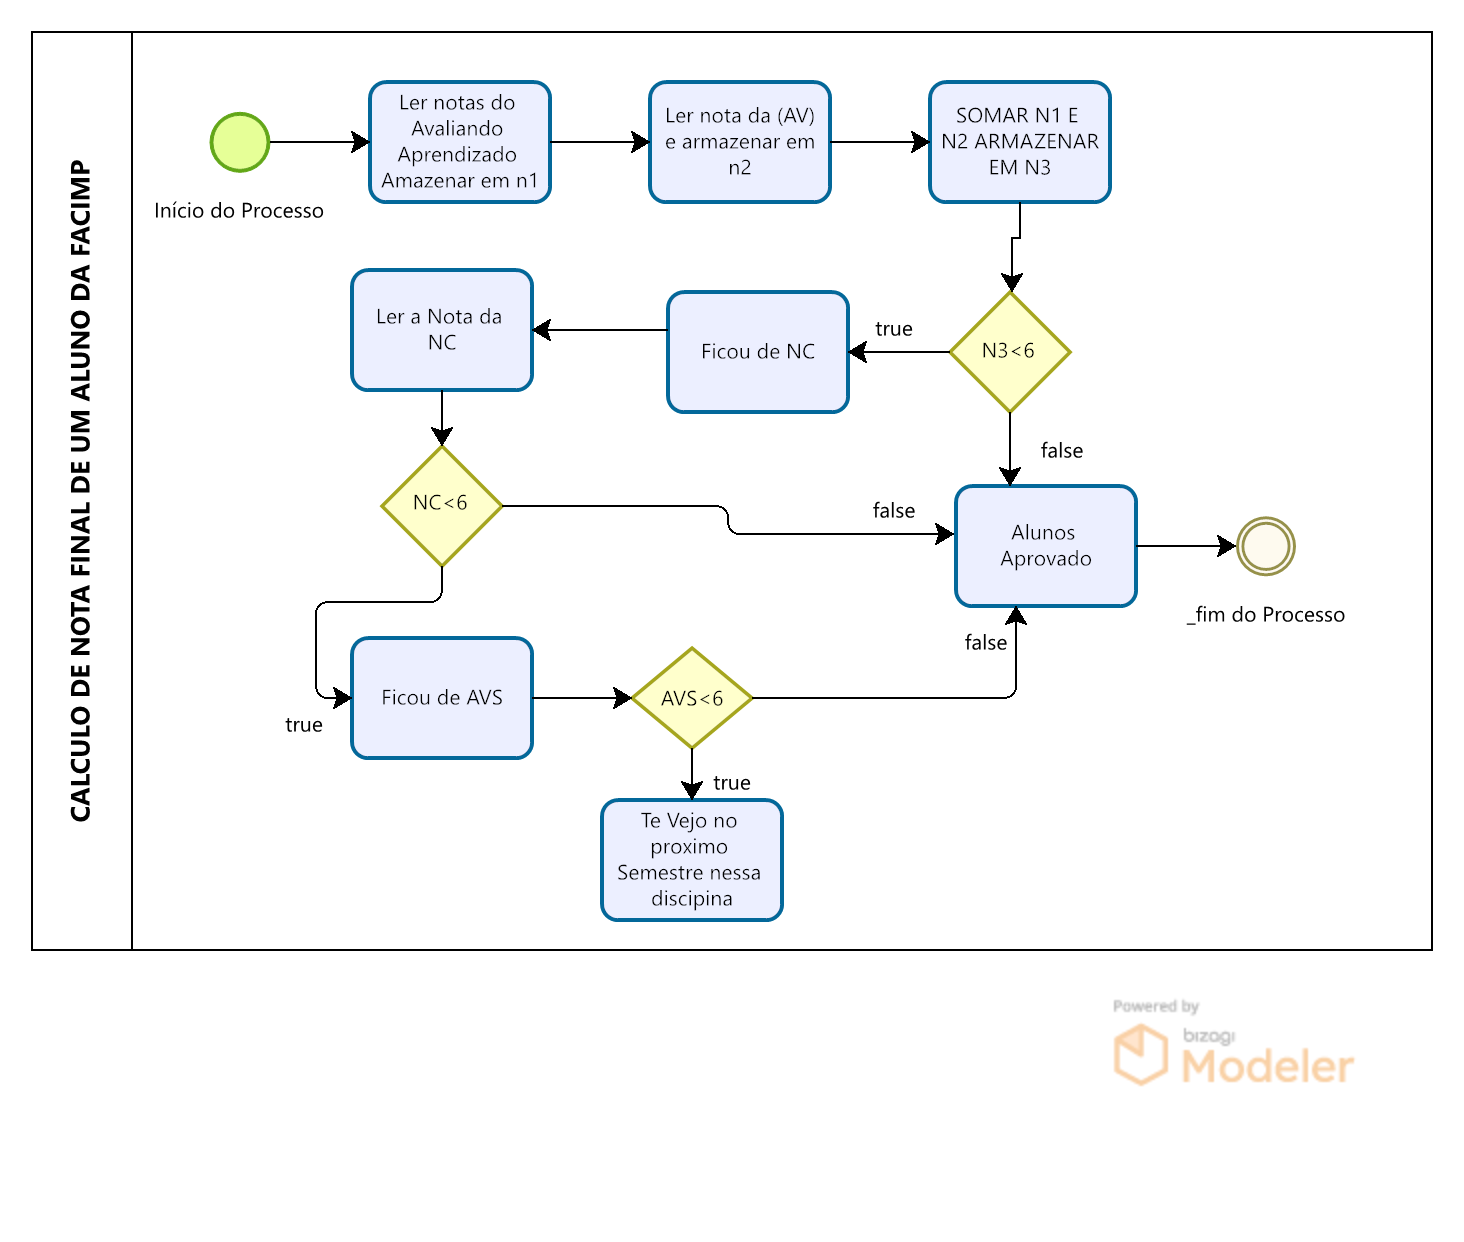 CALCULO DE NOTA FINAL DE UM ALUNO DA FACIMP
Início do Processo
Ler notas do
Avaliando
Aprendizado
Amazenar em n1
Ler nota da (AV)
e armazenar em
n2
SOMAR N1 E
N2 ARMAZENAR
EM N3
N3<6
true
false
Ficou de NC
Ler a Nota da
NC
NC<6
false
true
Alunos
Aprovado
_fim do Processo
Ficou de AVS
AVS<6
false
true
Te Vejo no
proximo
Semestre nessa
discipina
Powered by
bizagi
Modeler